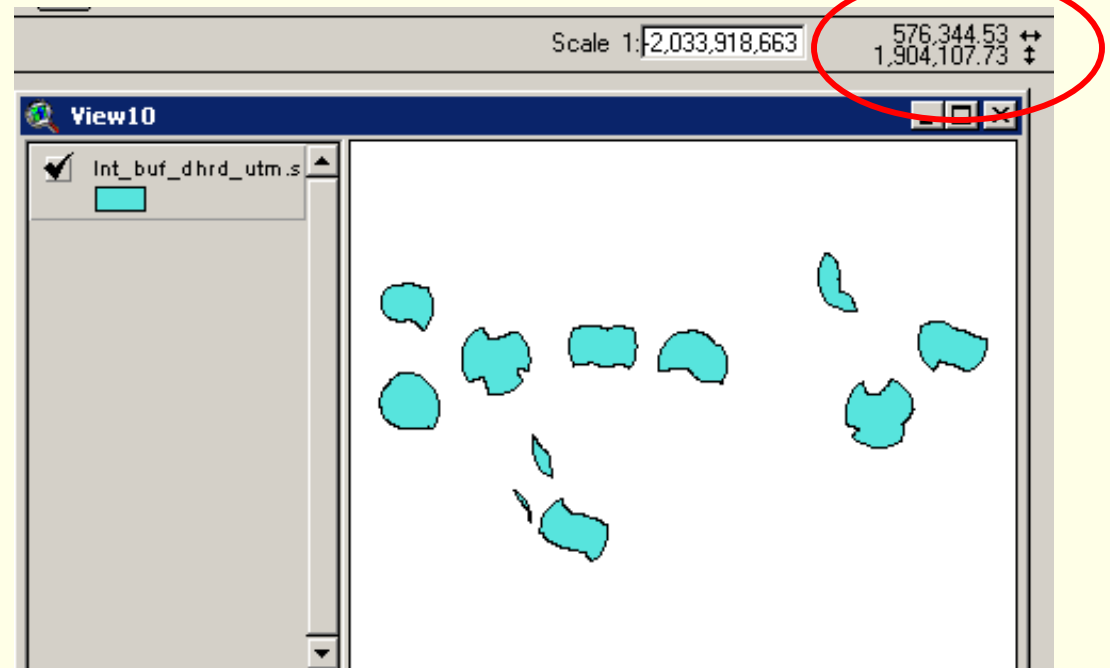 Scale 1:-2,033,918,663 576,344.53 ↔
1,904,107.73 ↕
View10
Int_buf_dhrd_utm.s